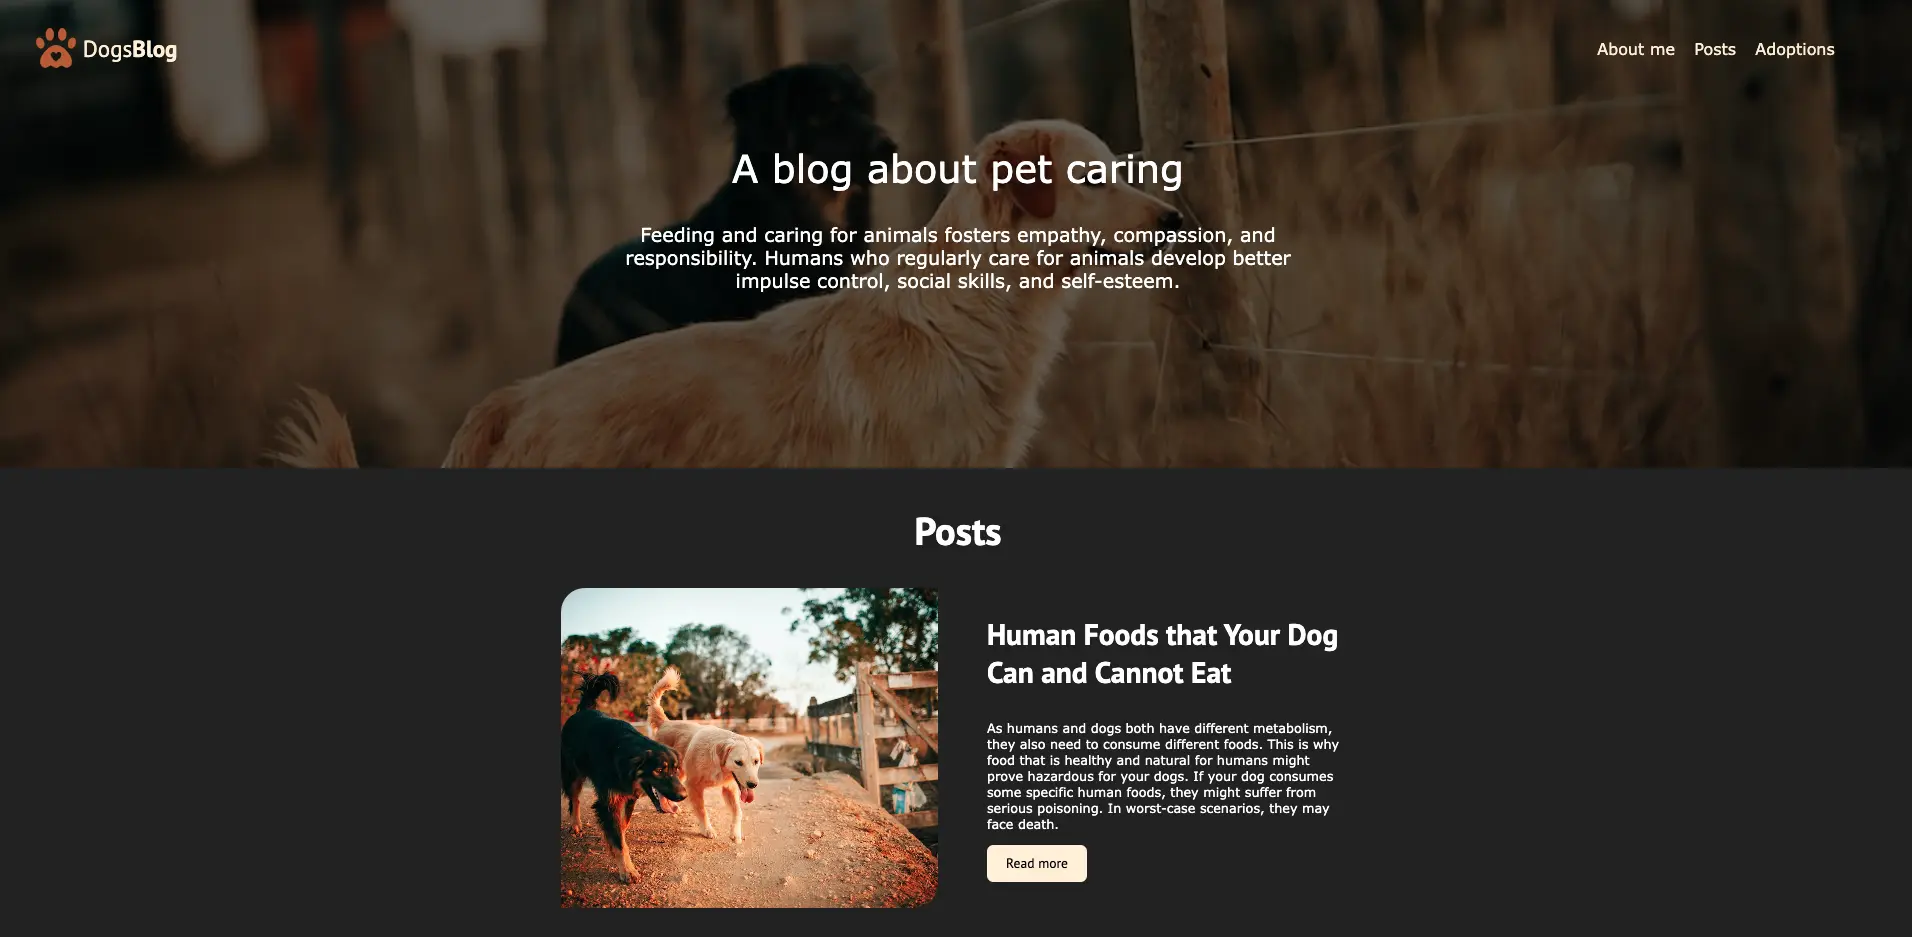 DogsBlog
About me Posts Adoptions
A blog about pet caring
Feeding and caring for animals fosters empathy, compassion, and
responsibility. Humans who regularly care for animals develop better
impulse control, social skills, and self-esteem.
Posts
Human Foods that Your Dog
Can and Cannot Eat
As humans and dogs both have different metabolism,
they also need to consume different foods. This is why
food that is healthy and natural for humans might
prove hazardous for your dogs. If your dog consumes
some specific human foods, they might suffer from
serious poisoning. In worst-case scenarios, they may
face death.
Read more